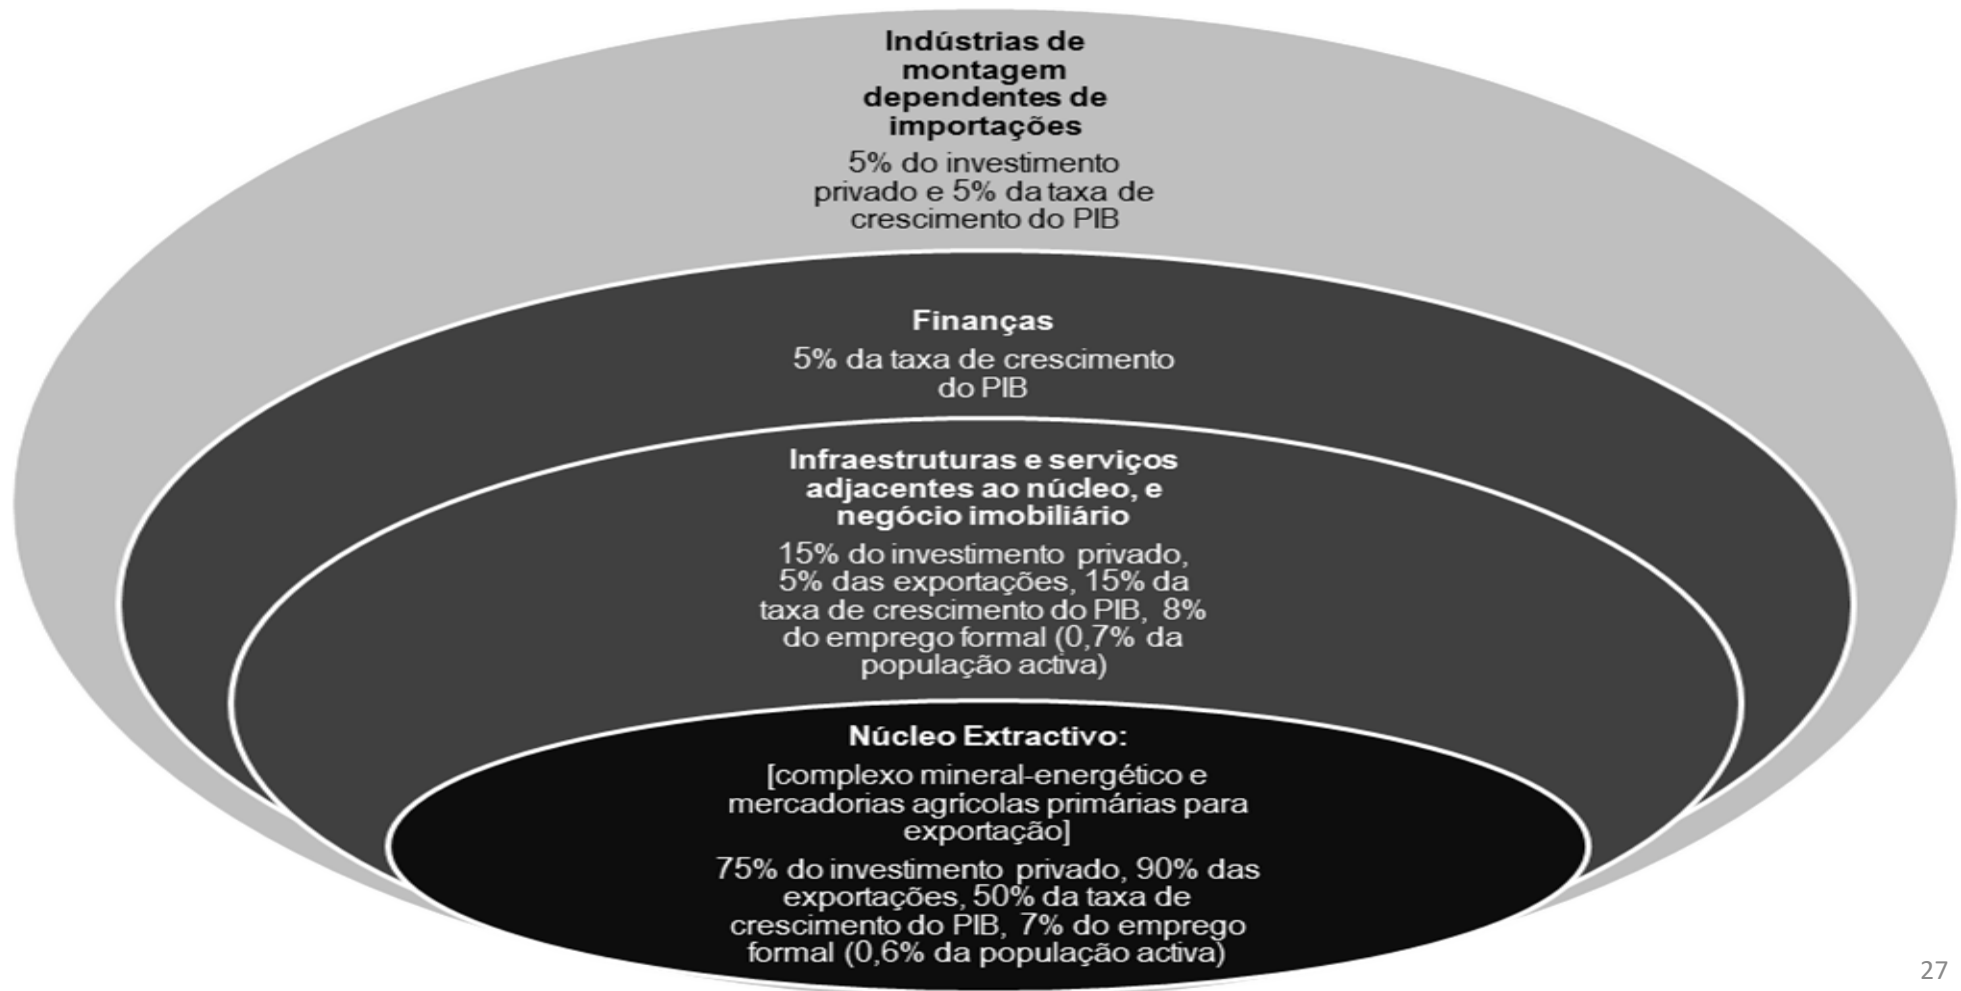 Indústrias de
montagem
dependentes de
importações
5% do investimento
privado e 5% da taxa de
crescimento do PIB
Finanças
5% da taxa de crescimento
do PIB
Infraestruturas e serviços
adjacentes ao núcleo, e
negócio imobiliário
15% do investimento privado,
5% das exportações, 15% da
taxa de crescimento do PIB, 8%
do emprego formal (0,7% da
população activa)
Núcleo Extractivo:
[complexo mineral-energético e
mercadorias agrícolas primárias para
exportação]
75% do investimento privado, 90% das
exportações, 50% da taxa de
crescimento do PIB, 7% do emprego
formal (0,6% da população activa)
27